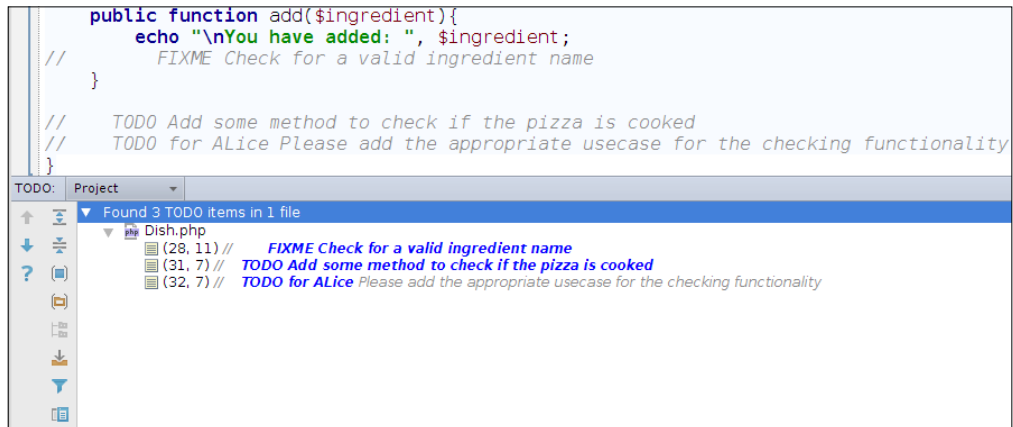 public function add($ingredient){
echo "\nYou have added: ", $ingredient;
// FIXME Check for a valid ingredient name
}
// TODO Add some method to check if the pizza is cooked
// TODO for ALice Please add the appropriate usecase for the checking functionality
}
TODO: Project
Found 3 TODO items in 1 file
php Dish.php
(28, 11) // FIXME Check for a valid ingredient name
(31, 7) // TODO Add some method to check if the pizza is cooked
(32, 7) // TODO for ALice Please add the appropriate usecase for the checking functionality
?